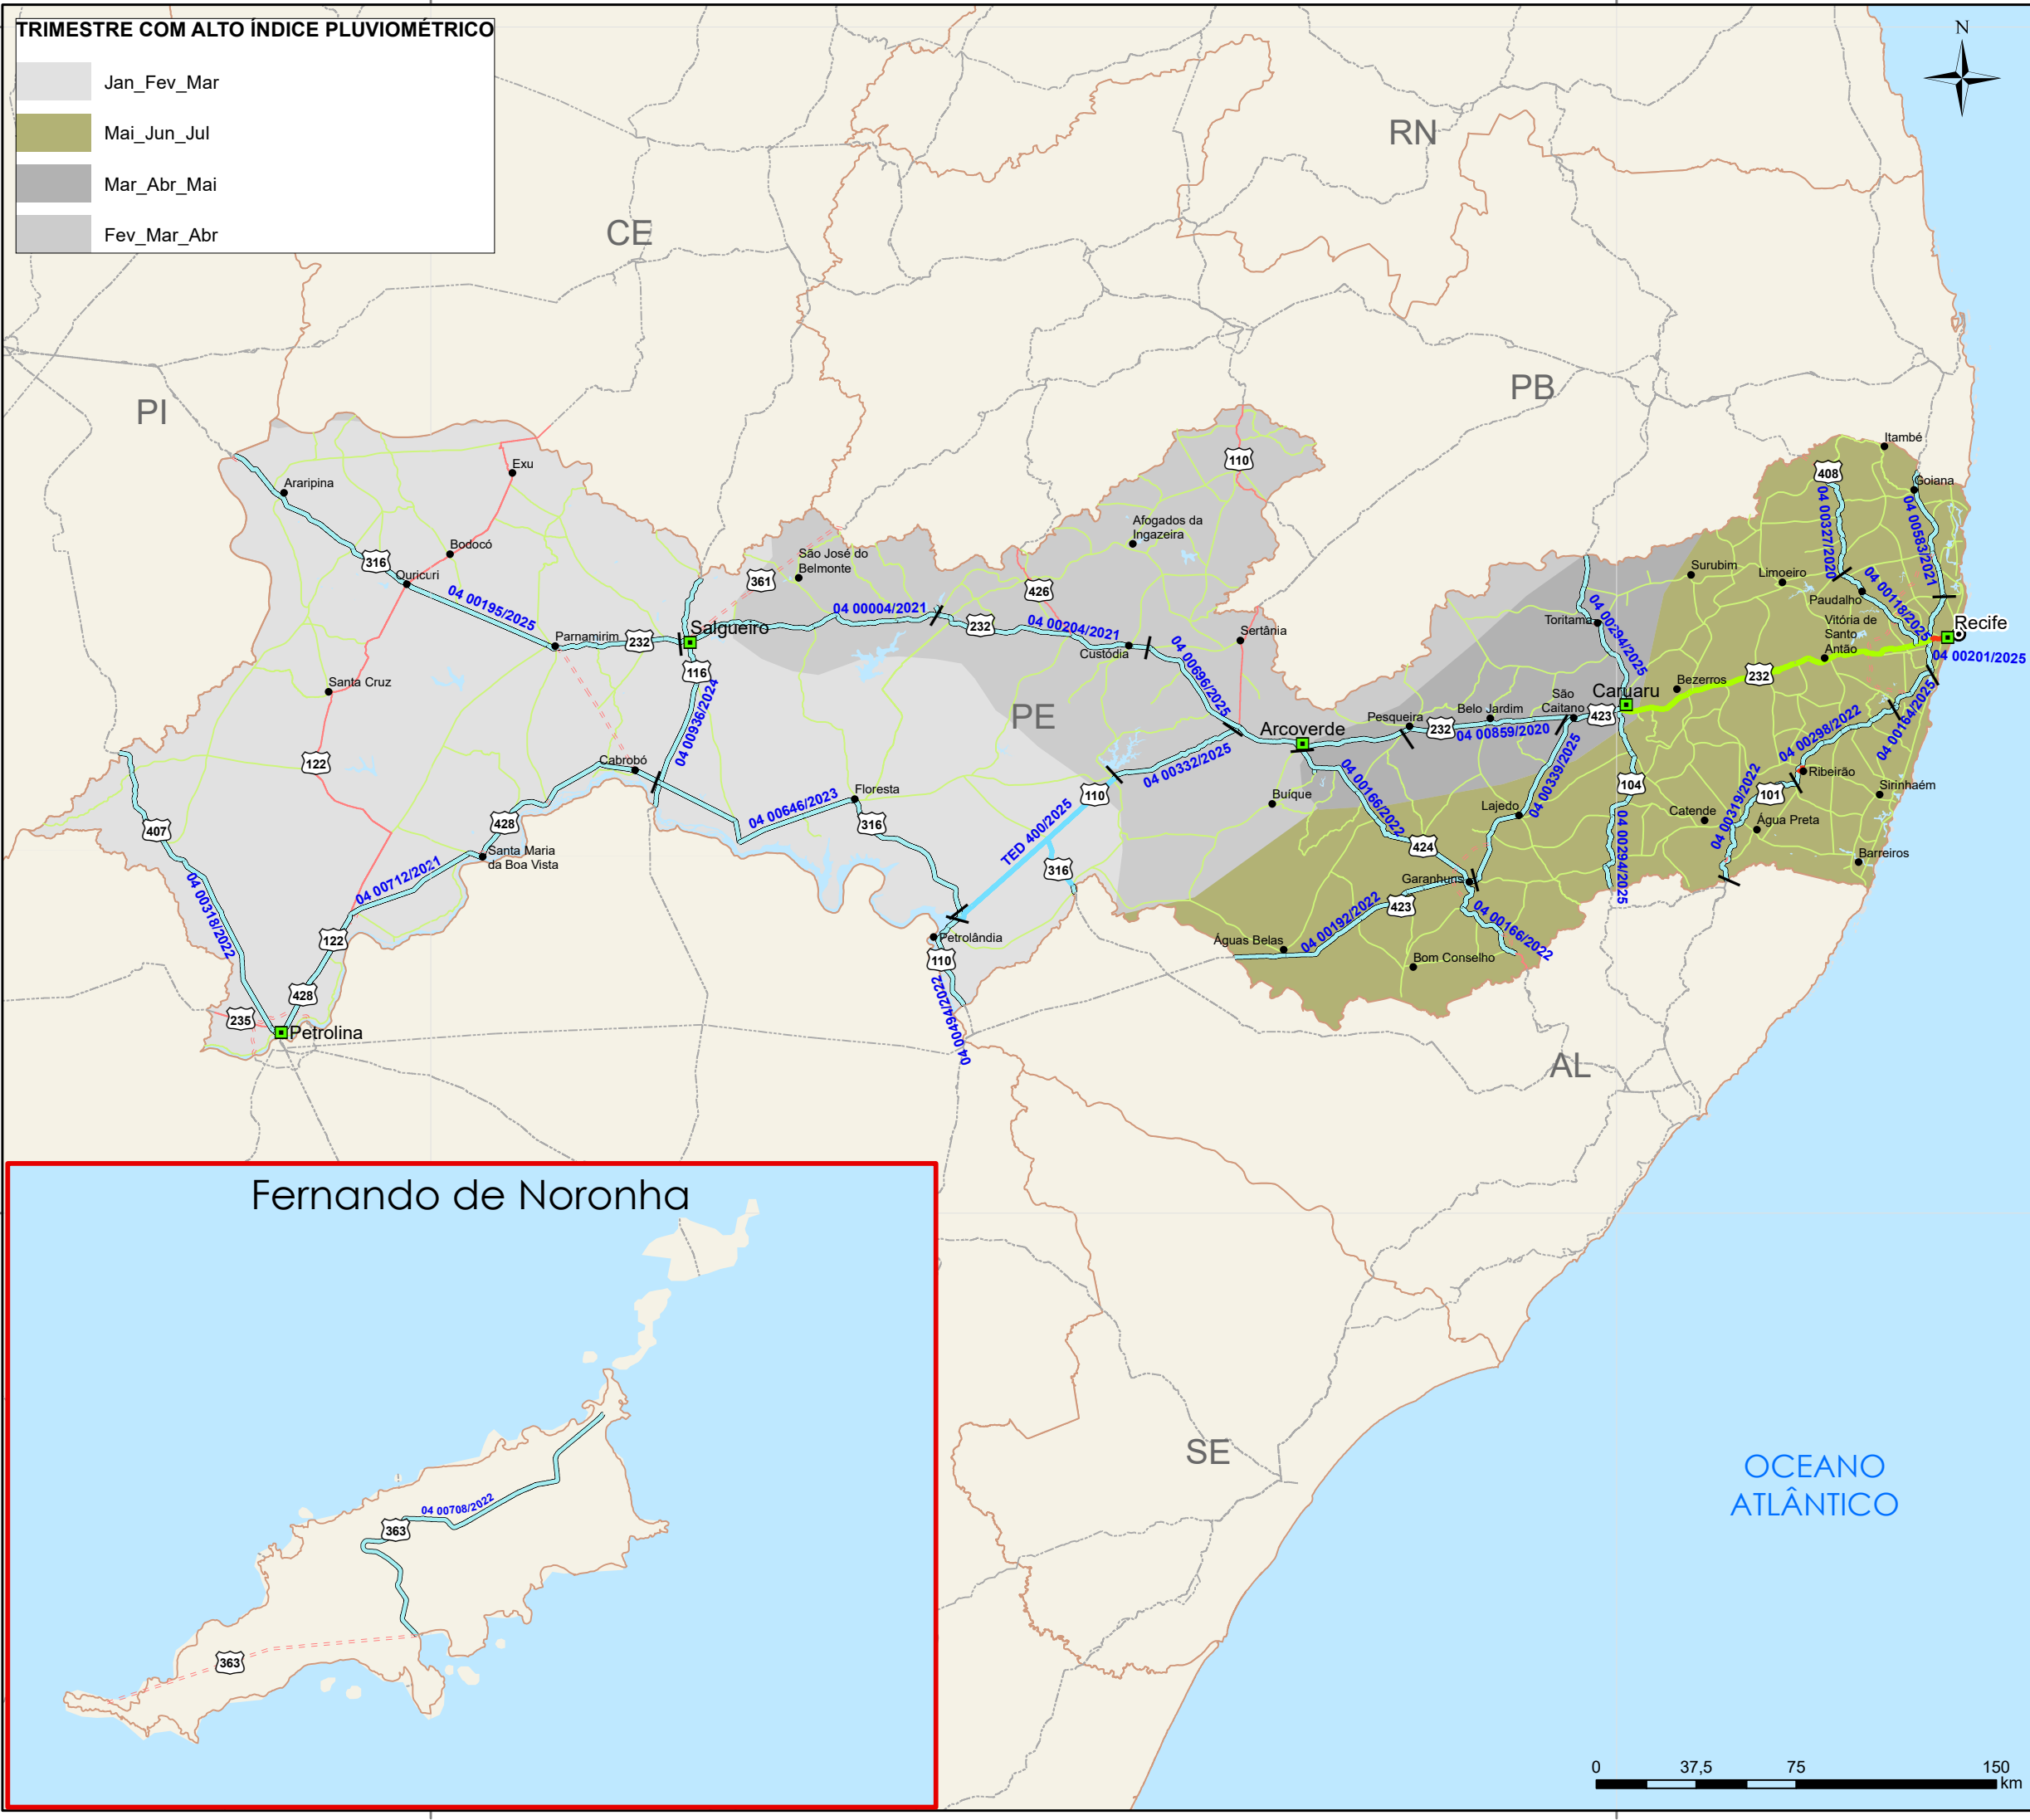 TRIMESTRE COM ALTO ÍNDICE PLUVIOMÉTRICO
Jan_Fev_Mar
Mai_Jun_Jul
Mar_Abr_Mai
Fev_Mar_Abr
N
RN
CE
PB
PI
PE
AL
SE
OCEANO
ATLÂNTICO
Araripina
Exu
Bodocó
316
Ouricuri
04 00195/2025
Parnamirim
232
Salgueiro
116
04 00936/2024
Santa Cruz
122
Cabrobó
407
04 00318/2022
428
Santa Maria
da Boa Vista
04 00712/2021
122
428
235
Petrolina
361
São José do
Belmonte
04 00004/2021
232
426
04 00204/2021
Afogados da
Ingazeira
110
Custódia
04 00696/2025
Sertânia
04 00646/2023
Floresta
316
TED 400/2025
110
316
04 00332/2025
Petrolândia
110
04 00494/2022
Arcoverde
Pesqueira
232
Belo Jardim
04 00859/2020
São
Caitano
423
Caruaru
Buíque
04 00166/2022
424
Lajedo
04 00339/2025
Garanhuns
423
04 00192/2022
Águas Belas
Bom Conselho
04 00166/2022
Toritama
04 00294/2025
104
04 00294/2025
Surubim
Limoeiro
Itambé
408
Goiana
04 00327/2020
04 00583/2021
04 00118/2025
Paudalho
Vitória de
Santo
Antão
Recife
04 00201/2025
Bezerros
232
04 00164/2025
04 00298/2022
Ribeirão
Sirinhaém
101
04 00319/2022
Catende
Água Preta
Barreiros
Fernando de Noronha
04 00708/2022
363
363
0
37,5
75
150
km